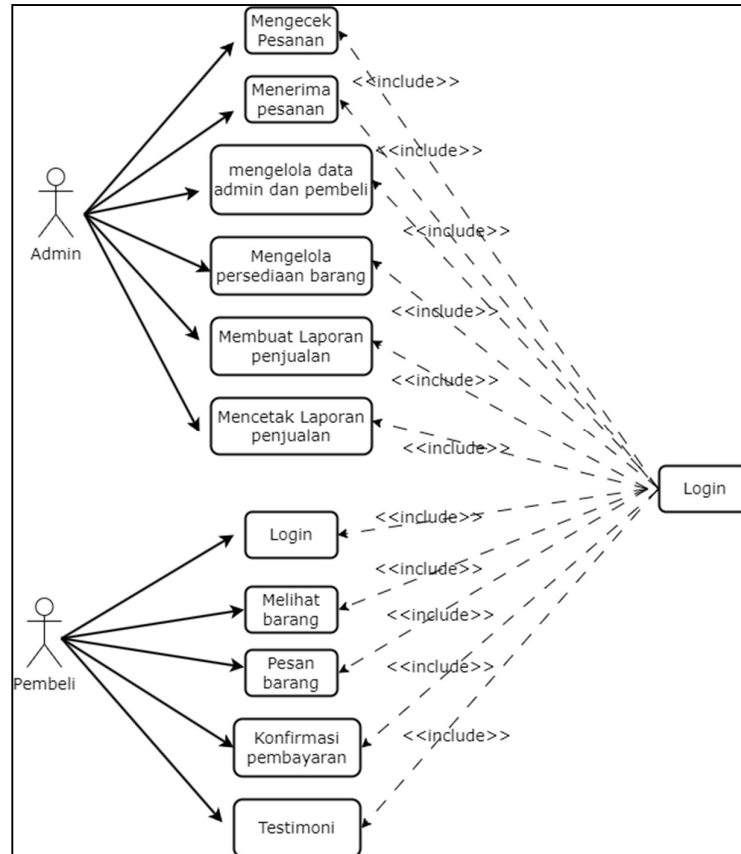 Mengecek
Pesanan
<<include>>
Menerima
pesanan
<<include>>
mengelola data
admin dan pembeli
Admin
<<include>>
Mengelola
persediaan barang
<<include>>
Membuat Laporan
penjualan
<<include>>
Mencetak Laporan
penjualan
<<include>>
Login
Login
<<include>>
Melihat
barang
<<include>>
Pesan
barang
<<include>>
Pembeli
Konfirmasi
pembayaran
<<include>>
Testimoni
<<include>>